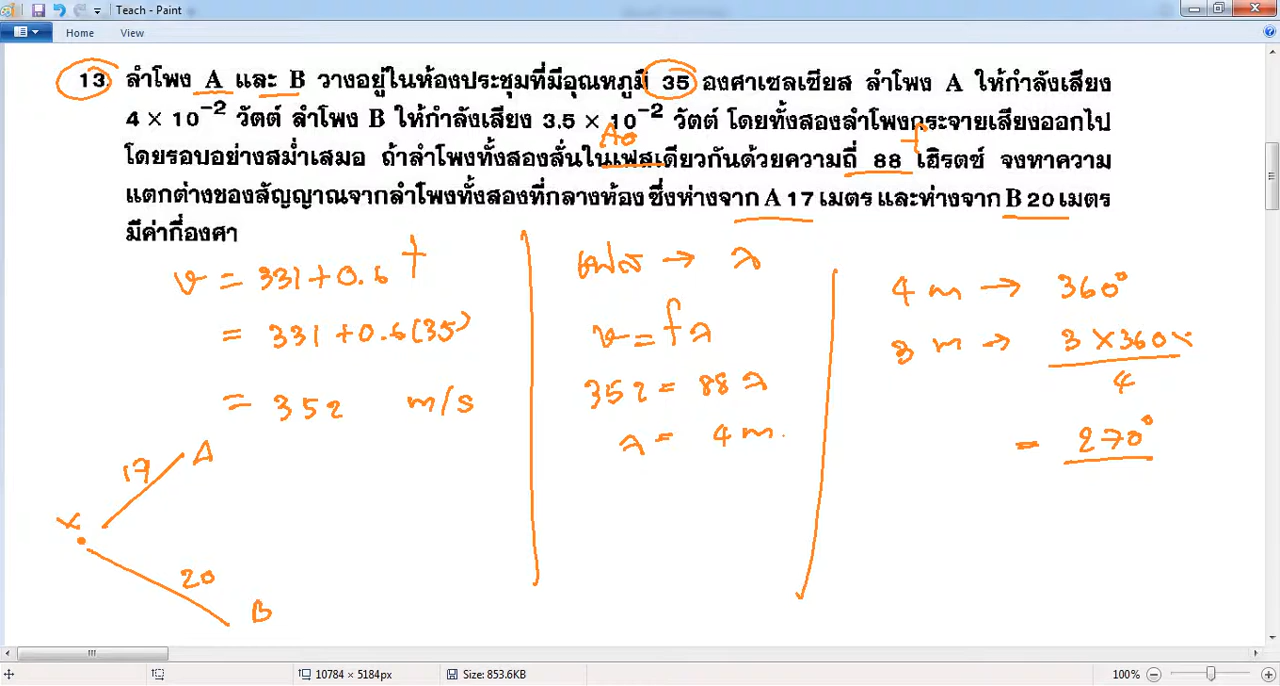 Teach - Paint
Home View
13. ลำโพง A และ B วางอยู่ในห้องประชุมที่มีอุณหภูมิ 35 องศาเซลเซียส ลำโพง A ให้กำลังเสียง
4 × 10⁻² วัตต์ ลำโพง B ให้กำลังเสียง 3.5 × 10⁻² วัตต์ โดยทั้งสองลำโพงกระจายเสียงออกไป
โดยรอบอย่างสม่ำเสมอ ถ้าลำโพงทั้งสองสั่นในเฟสเดียวกันด้วยความถี่ 88 เฮิรตซ์ จงหาความ
แตกต่างของสัญญาณจากลำโพงทั้งสองที่กลางห้อง ซึ่งห่างจาก A 17 เมตร และห่างจาก B 20 เมตร
มีค่ากี่องศา
v = 331 + 0.6 t
= 331 + 0.6(35)
= 352 m/s
17 A
X
20
B
เฟส → λ
v = f λ
352 = 88 λ
λ = 4 m.
4 m → 360°
3 m → 3 × 360
4
= 270°
10784 × 5184px Size: 853.6KB 100%